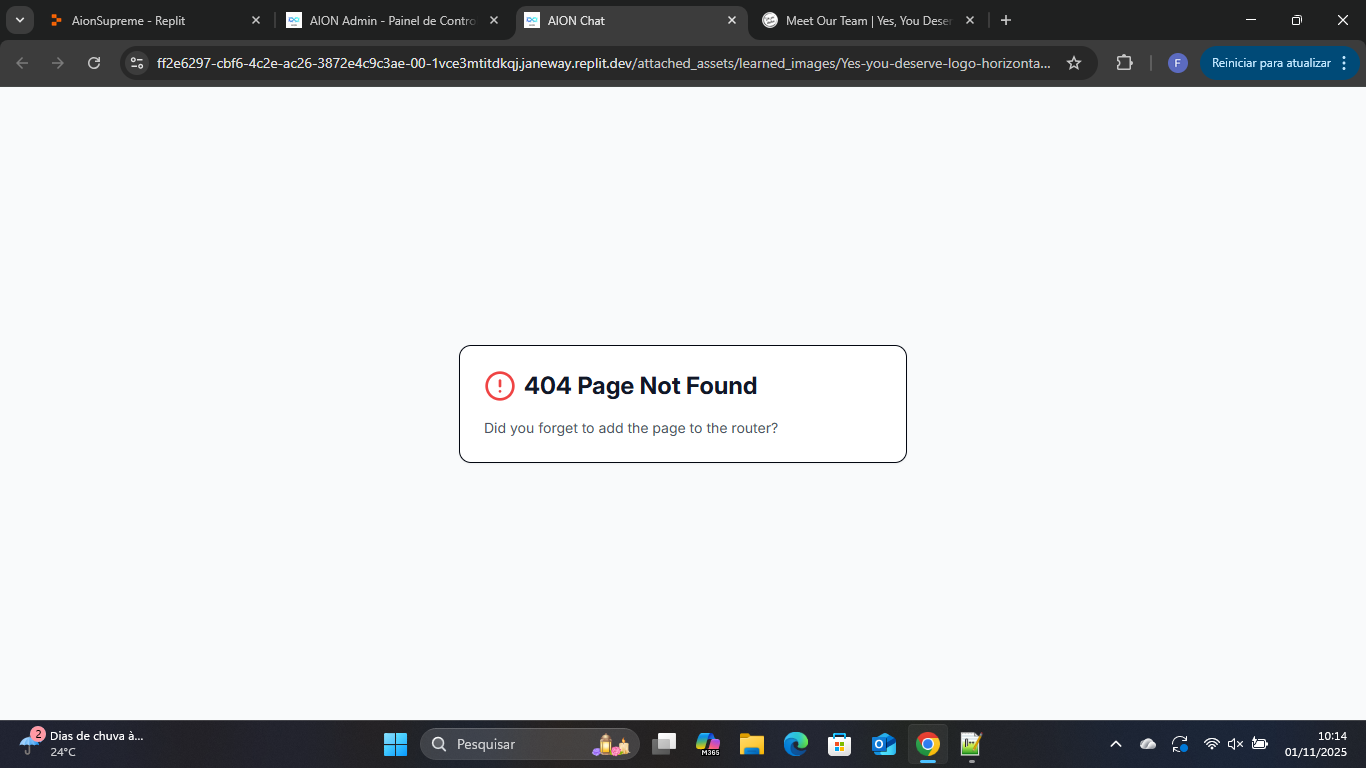 AionSupreme - Replit
AION Admin - Painel de Contro
AION Chat
Meet Our Team | Yes, You Deser
ff2e6297-cbf6-4c2e-ac26-3872e4c9c3ae-00-1vce3mtitdkqj.janeway.replit.dev/attached_assets/learned_images/Yes-you-deserve-logo-horizonta...
F
Reiniciar para atualizar
404 Page Not Found
Did you forget to add the page to the router?
2
Dias de chuva à...
24°C
Pesquisar
M365
10:14
01/11/2025